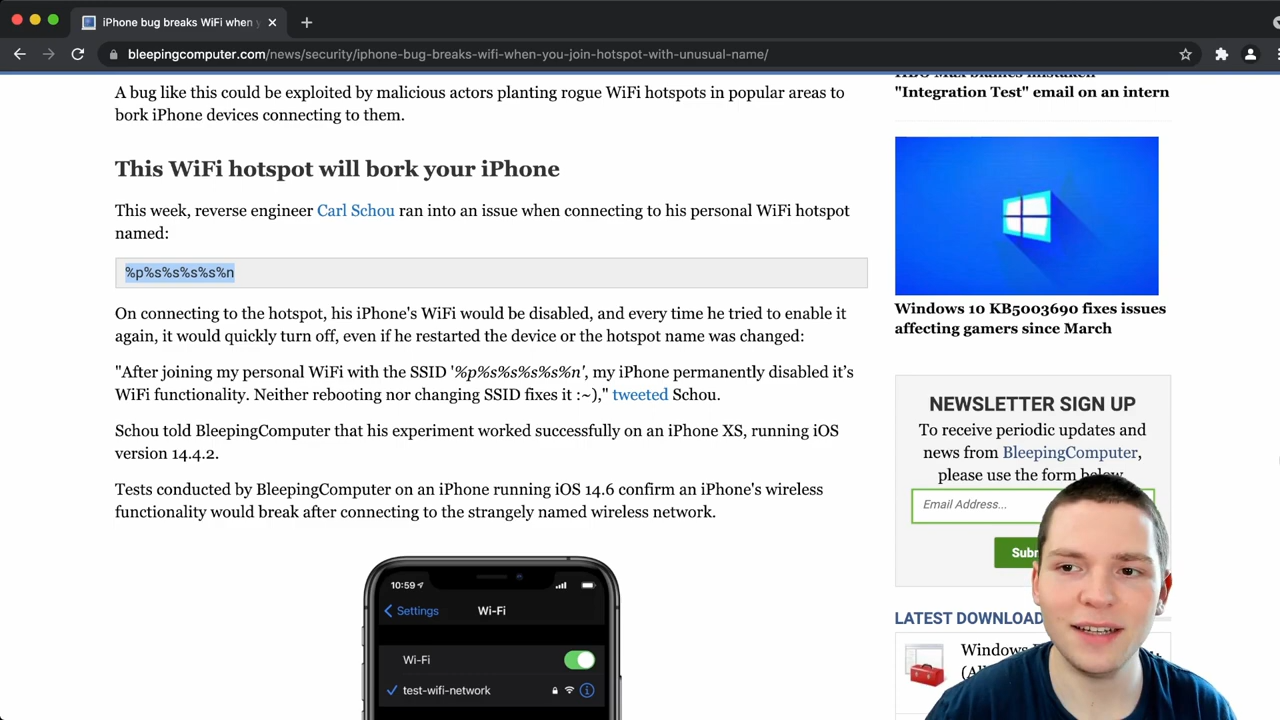 iPhone bug breaks WiFi when y
bleepingcomputer.com/news/security/iphone-bug-breaks-wifi-when-you-join-hotspot-with-unusual-name/
A bug like this could be exploited by malicious actors planting rogue WiFi hotspots in popular areas to
bork iPhone devices connecting to them.
This WiFi hotspot will bork your iPhone
This week, reverse engineer Carl Schou ran into an issue when connecting to his personal WiFi hotspot
named:
%p%s%s%s%s%n
On connecting to the hotspot, his iPhone's WiFi would be disabled, and every time he tried to enable it
again, it would quickly turn off, even if he restarted the device or the hotspot name was changed:
"After joining my personal WiFi with the SSID '%p%s%s%s%s%n', my iPhone permanently disabled it's
WiFi functionality. Neither rebooting nor changing SSID fixes it :~)," tweeted Schou.
Schou told BleepingComputer that his experiment worked successfully on an iPhone XS, running iOS
version 14.4.2.
Tests conducted by BleepingComputer on an iPhone running iOS 14.6 confirm an iPhone's wireless
functionality would break after connecting to the strangely named wireless network.
10:59
Settings
Wi-Fi
Wi-Fi
test-wifi-network
HBO Max blames mistaken
"Integration Test" email on an intern
Windows 10 KB5003690 fixes issues
affecting gamers since March
NEWSLETTER SIGN UP
To receive periodic updates and
news from BleepingComputer,
please use the form below.
Email Address...
Sub
LATEST DOWNLOAD
Windows
(Al